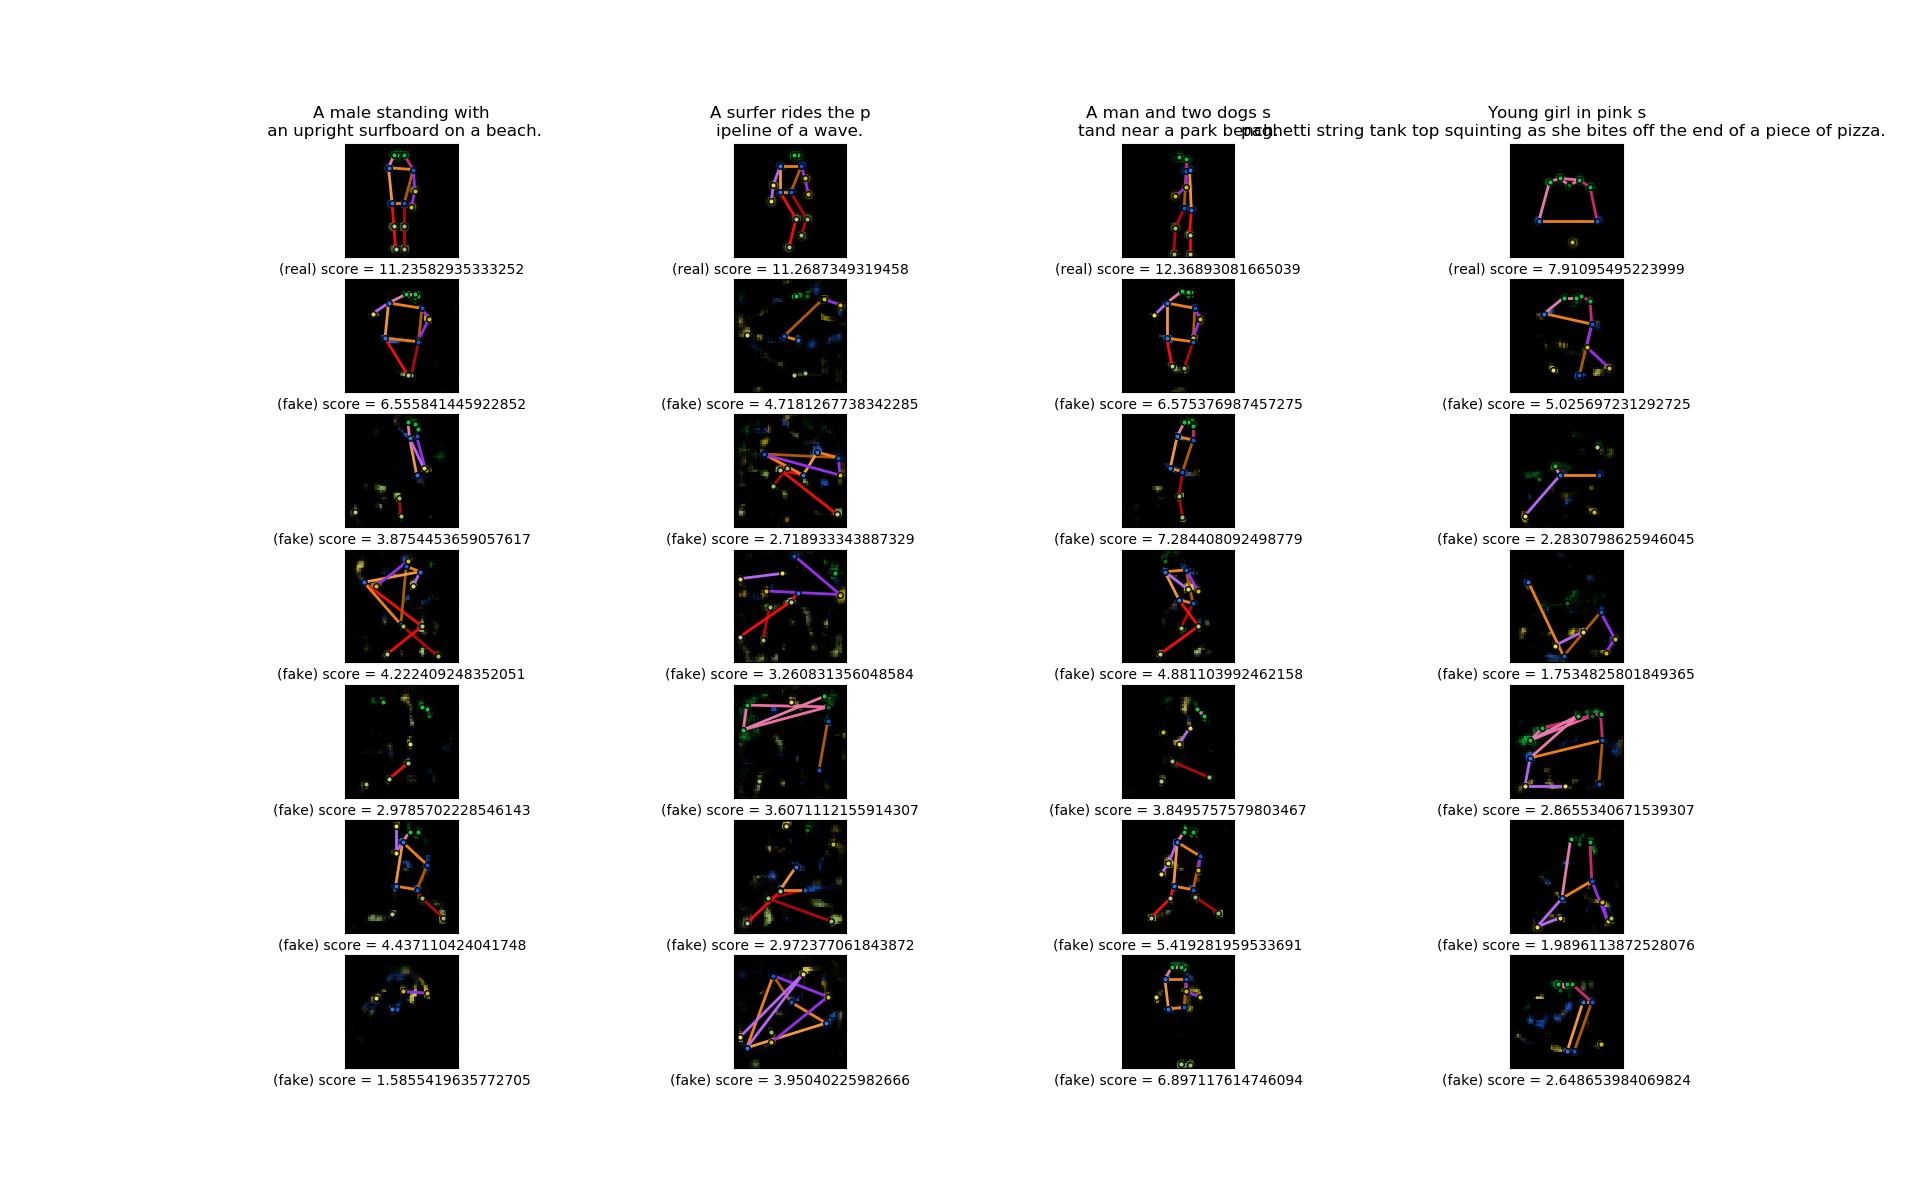 A male standing with
an upright surfboard on a beach.
A surfer rides the p
ipeline of a wave.
A man and two dogs s
tand near a park bench.
Young girl in pink s
paghetti string tank top squinting as she bites off the end of a piece of pizza.
(real) score = 11.23582935333252
(real) score = 11.2687349319458
(real) score = 12.36893081665039
(real) score = 7.91095495223999
(fake) score = 6.555841445922852
(fake) score = 4.7181267738342285
(fake) score = 6.575376987457275
(fake) score = 5.025697231292725
(fake) score = 3.8754453659057617
(fake) score = 2.718933343887329
(fake) score = 7.284408092498779
(fake) score = 2.2830798625946045
(fake) score = 4.222409248352051
(fake) score = 3.260831356048584
(fake) score = 4.881103992462158
(fake) score = 1.7534825801849365
(fake) score = 2.9785702228546143
(fake) score = 3.6071112155914307
(fake) score = 3.8495757579803467
(fake) score = 2.8655340671539307
(fake) score = 4.437110424041748
(fake) score = 2.972377061843872
(fake) score = 5.419281959533691
(fake) score = 1.9896113872528076
(fake) score = 1.5855419635772705
(fake) score = 3.95040225982666
(fake) score = 6.897117614746094
(fake) score = 2.648653984069824